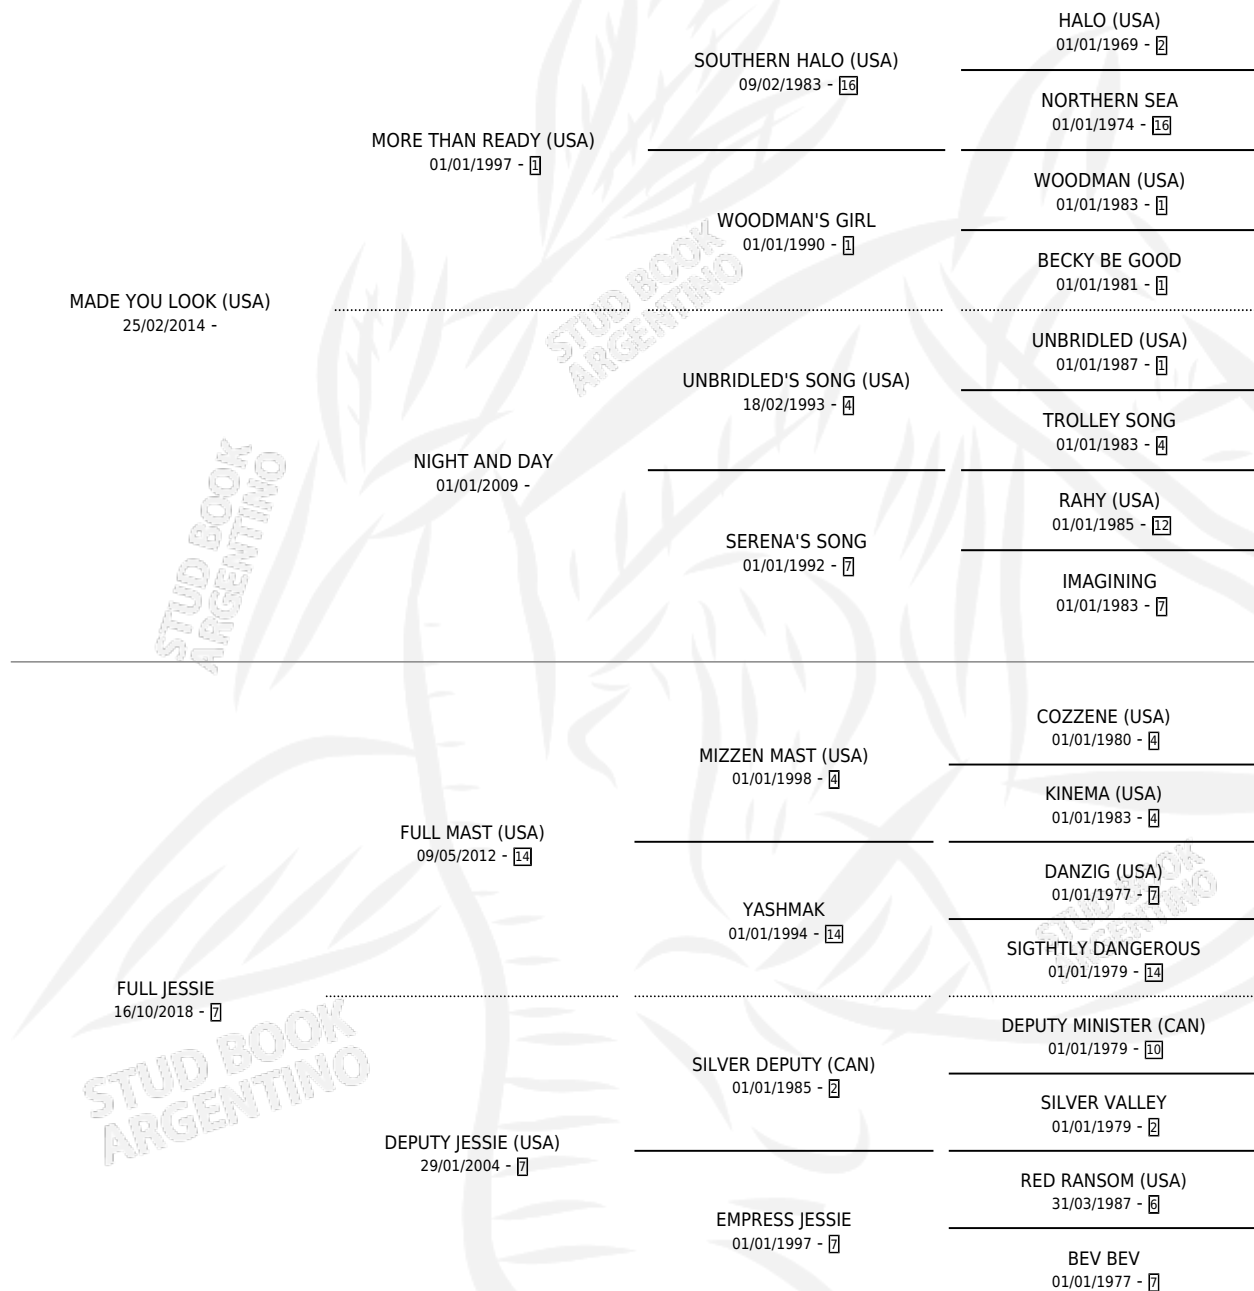 HALO (USA)
01/01/1969 - 2
SOUTHERN HALO (USA)
09/02/1983 - 16
NORTHERN SEA
01/01/1974 - 16
MORE THAN READY (USA)
01/01/1997 - 1
WOODMAN (USA)
01/01/1983 - 1
WOODMAN'S GIRL
01/01/1990 - 1
BECKY BE GOOD
01/01/1981 - 1
MADE YOU LOOK (USA)
25/02/2014 -
UNBRIDLED (USA)
01/01/1987 - 1
UNBRIDLED'S SONG (USA)
18/02/1993 - 4
TROLLEY SONG
01/01/1983 - 4
NIGHT AND DAY
01/01/2009 -
RAHY (USA)
01/01/1985 - 12
SERENA'S SONG
01/01/1992 - 7
IMAGINING
01/01/1983 - 7
COZZENE (USA)
01/01/1980 - 4
MIZZEN MAST (USA)
01/01/1998 - 4
KINEMA (USA)
01/01/1983 - 4
FULL MAST (USA)
09/05/2012 - 14
DANZIG (USA)
01/01/1977 - 7
YASHMAK
01/01/1994 - 14
SIGTHTLY DANGEROUS
01/01/1979 - 14
FULL JESSIE
16/10/2018 - 7
DEPUTY MINISTER (CAN)
01/01/1979 - 10
SILVER DEPUTY (CAN)
01/01/1985 - 2
SILVER VALLEY
01/01/1979 - 2
DEPUTY JESSIE (USA)
29/01/2004 - 7
RED RANSOM (USA)
31/03/1987 - 6
EMPRESS JESSIE
01/01/1997 - 7
BEV BEV
01/01/1977 - 7
STUD BOOK
ARGENTINO
STUD BOOK
ARGENTINO
STUD BOOK
ARGENTINO
STUD BOOK
ARGENTINO